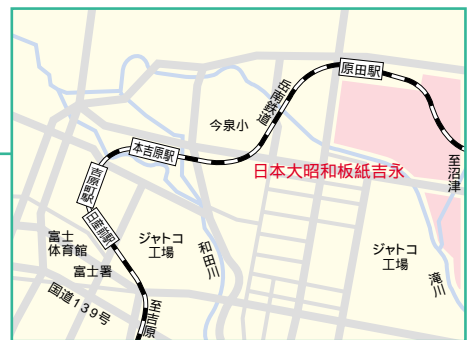 原田駅
岳南鉄道
今泉小
本吉原駅
日本大昭和板紙吉永
至沼津
吉原町駅
日産前駅
富士
体育館
ジャトコ
工場
和田川
富士署
ジャトコ
工場
滝川
国道139号
至吉原